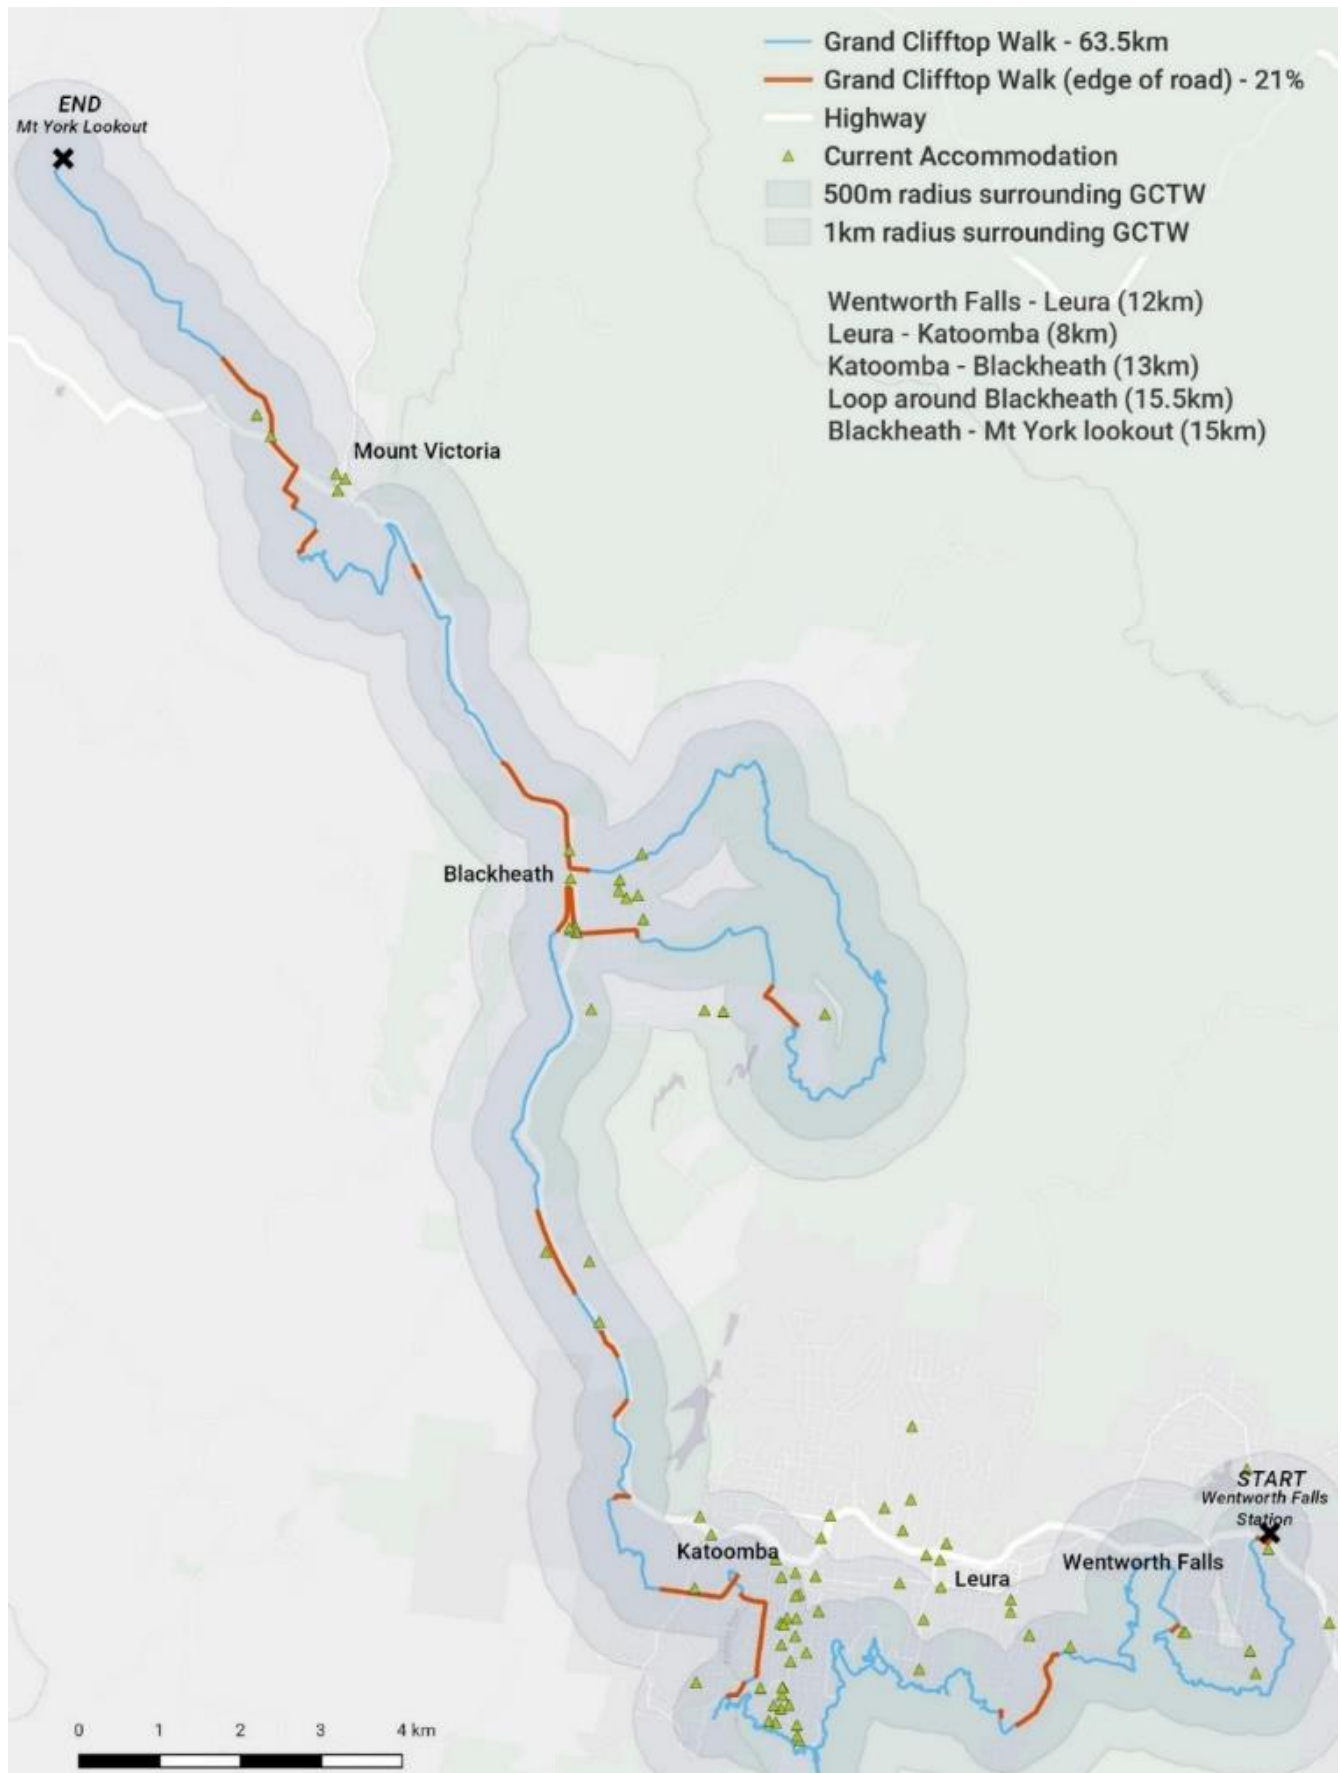 Grand Clifftop Walk - 63.5km
Grand Clifftop Walk (edge of road) - 21%
Highway
Current Accommodation
500m radius surrounding GCTW
1km radius surrounding GCTW
Wentworth Falls - Leura (12km)
Leura - Katoomba (8km)
Katoomba - Blackheath (13km)
Loop around Blackheath (15.5km)
Blackheath - Mt York lookout (15km)
END
Mt York Lookout
Mount Victoria
Blackheath
START
Wentworth Falls
Station
Katoomba
Wentworth Falls
Leura
0 1 2 3 4 km